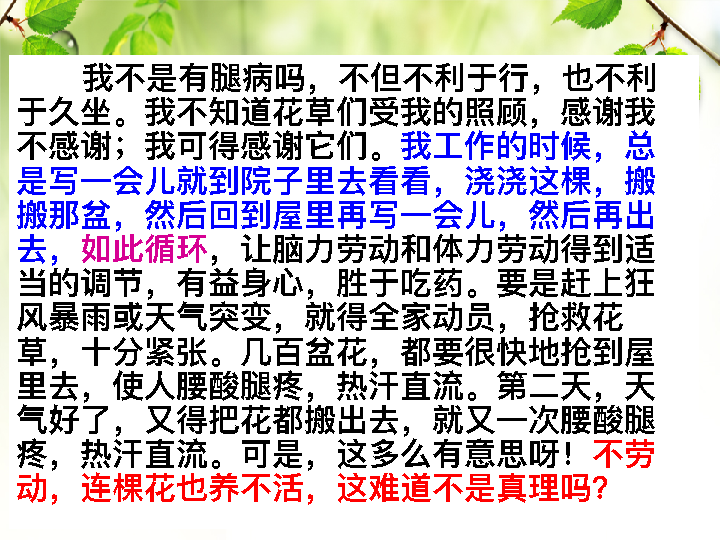 我不是有腿病吗，不但不利于行，也不利
于久坐。我不知道花草们受我的照顾，感谢我
不感谢；我可得感谢它们。我工作的时候，总
是写一会儿就到院子里去看看，浇浇这棵，搬
搬那盆，然后回到屋里再写一会儿，然后再出
去，如此循环，让脑力劳动和体力劳动得到适
当的调节，有益身心，胜于吃药。要是赶上狂
风暴雨或天气突变，就得全家动员，抢救花
草，十分紧张。几百盆花，都要很快地抢到屋
里去，使人腰酸腿疼，热汗直流。第二天，天
气好了，又得把花都搬出去，就又一次腰酸腿
疼，热汗直流。可是，这多么有意思呀！不劳
动，连棵花也养不活，这难道不是真理吗？